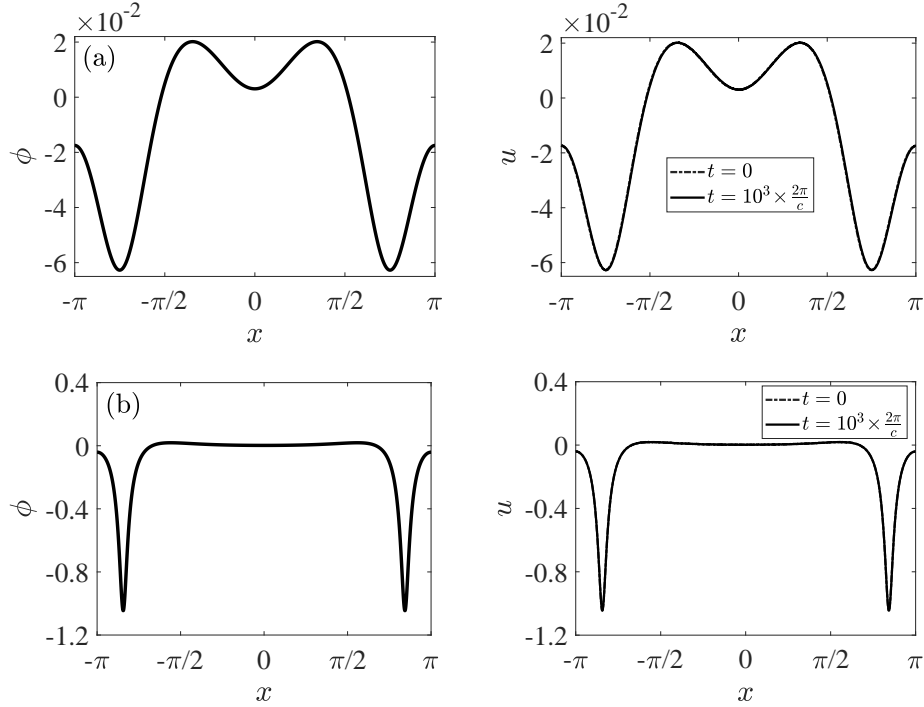 ×10⁻² ×10⁻²
(a)
2 2
0 0
-2 -2
-4 -4
-6 -6
ϕ u
t = 0
t = 10³ × 2π/c
-π -π/2 0 π/2 π -π -π/2 0 π/2 π
x x
(b)
0.4 0.4
0 0
-0.4 -0.4
-0.8 -0.8
-1.2 -1.2
ϕ u
t = 0
t = 10³ × 2π/c
-π -π/2 0 π/2 π -π -π/2 0 π/2 π
x x